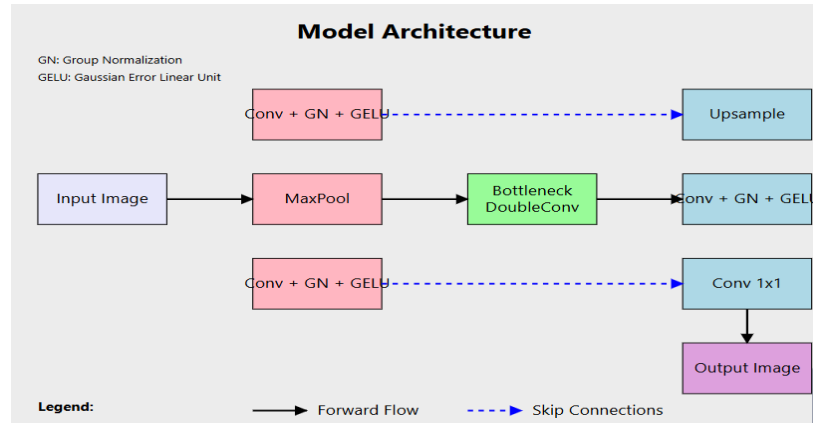 Model Architecture
GN: Group Normalization
GELU: Gaussian Error Linear Unit
Conv + GN + GELU
Upsample
Input Image
MaxPool
Bottleneck
DoubleConv
Conv + GN + GELU
Conv + GN + GELU
Conv 1x1
Output Image
Legend:
Forward Flow
Skip Connections